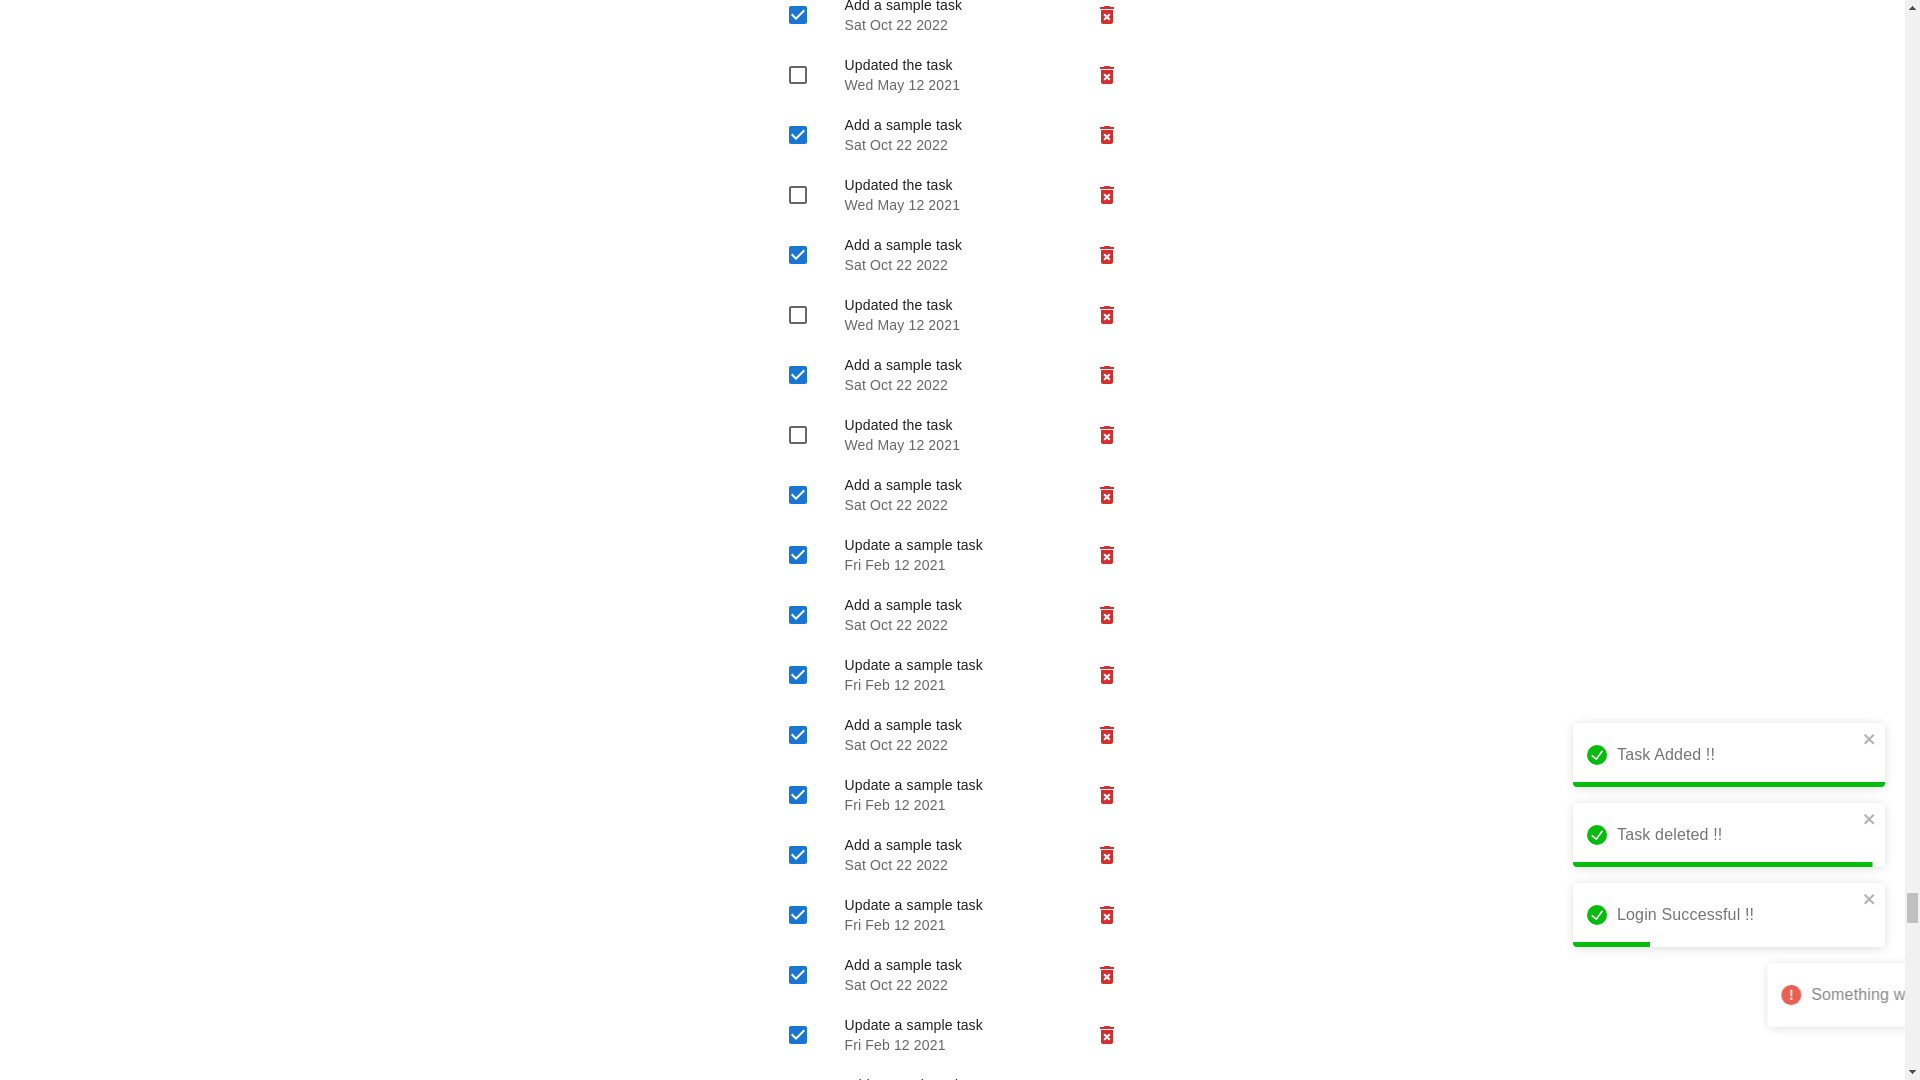 Add a sample task
Sat Oct 22 2022
Updated the task
Wed May 12 2021
Add a sample task
Sat Oct 22 2022
Updated the task
Wed May 12 2021
Add a sample task
Sat Oct 22 2022
Updated the task
Wed May 12 2021
Add a sample task
Sat Oct 22 2022
Updated the task
Wed May 12 2021
Add a sample task
Sat Oct 22 2022
Update a sample task
Fri Feb 12 2021
Add a sample task
Sat Oct 22 2022
Update a sample task
Fri Feb 12 2021
Add a sample task
Sat Oct 22 2022
Update a sample task
Fri Feb 12 2021
Add a sample task
Sat Oct 22 2022
Update a sample task
Fri Feb 12 2021
Add a sample task
Sat Oct 22 2022
Update a sample task
Fri Feb 12 2021
Task Added !!
Task deleted !!
Login Successful !!
Something w